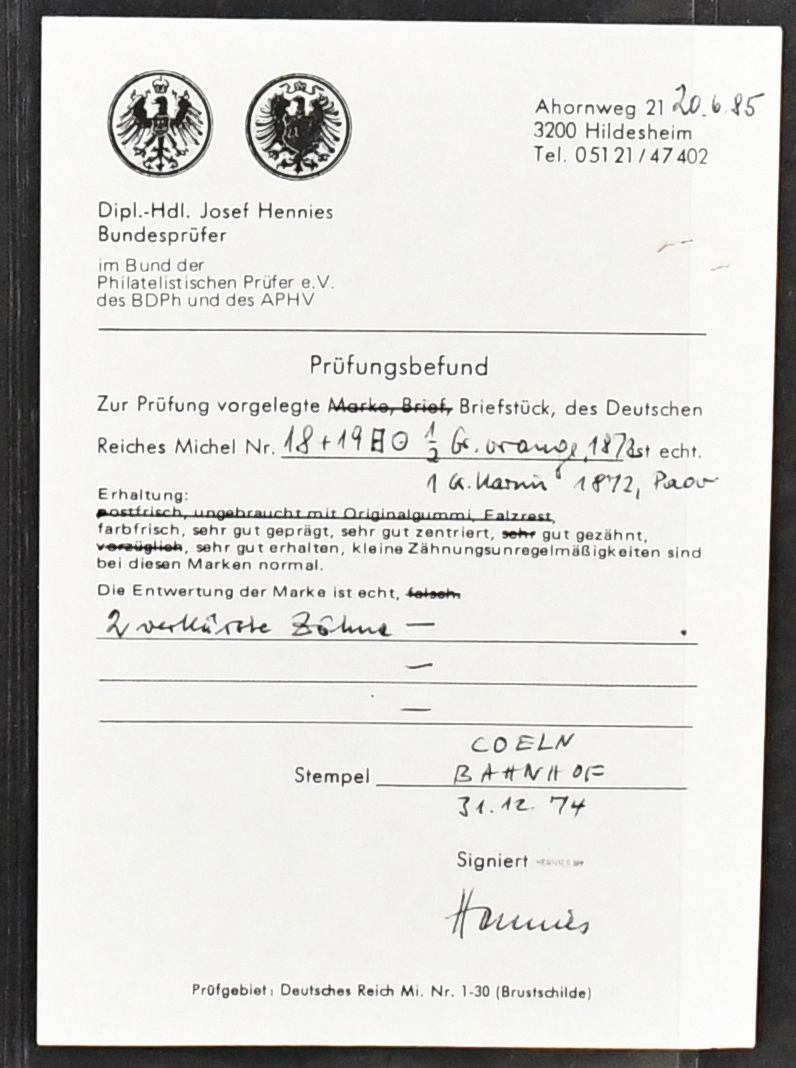 Ahornweg 21 20.6.85
3200 Hildesheim
Tel. 05121/47402
Dipl.-Hdl. Josef Hennies
Bundesprüfer
im Bund der
Philatelistischen Prüfer e.V.
des BDPh und des APHV
Prüfungsbefund
Zur Prüfung vorgelegte Marke, Brief, Briefstück, des Deutschen
Reiches Michel Nr. 18+19 ½ Gr. orange, 1872 ist echt.
1 Gr. karmin 1872, Paar
Erhaltung:
postfrisch, ungebraucht mit Originalgummi, Falzrest,
farbfrisch, sehr gut geprägt, sehr gut zentriert, sehr gut gezähnt,
vorzüglich, sehr gut erhalten, kleine Zähnungsunregelmäßigkeiten sind
bei diesen Marken normal.
Die Entwertung der Marke ist echt, falsch.
2 verkürzte Zähne —
—
—
COELN
Stempel BAHNHOF
31.12.74
Signiert HENNIES BPP
Hennies
Prüfgebiet: Deutsches Reich Mi. Nr. 1-30 (Brustschilde)